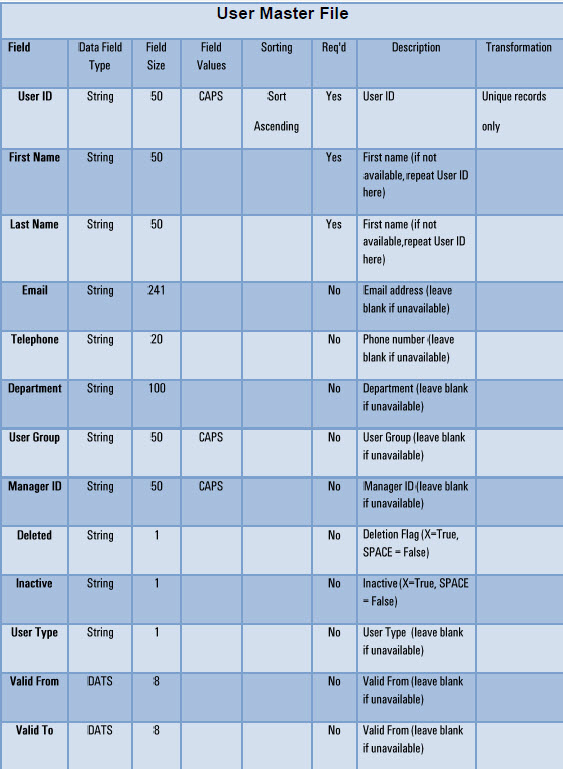 User Master File
Field Data Field Type Field Size Field Values Sorting Req'd Description Transformation
User ID String 50 CAPS Sort Ascending Yes User ID Unique records only
First Name String 50 Yes First name (if not available, repeat User ID here)
Last Name String 50 Yes First name (if not available,repeat User ID here)
Email String 241 No Email address (leave blank if unavailable)
Telephone String 20 No Phone number (leave blank if unavailable)
Department String 100 No Department (leave blank if unavailable)
User Group String 50 CAPS No User Group (leave blank if unavailable)
Manager ID String 50 CAPS No Manager ID (leave blank if unavailable)
Deleted String 1 No Deletion Flag (X=True, SPACE = False)
Inactive String 1 No Inactive (X=True, SPACE = False)
User Type String 1 No User Type (leave blank if unavailable)
Valid From DATS 8 No Valid From (leave blank if unavailable)
Valid To DATS 8 No Valid From (leave blank if unavailable)